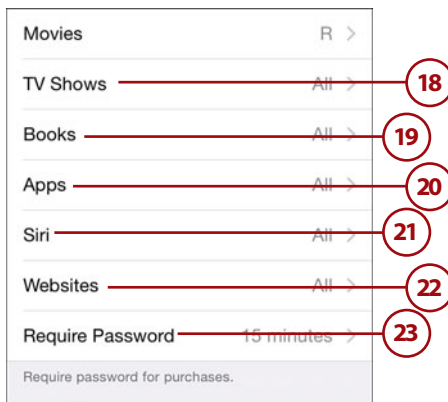 Movies R >
TV Shows All > 18
Books All > 19
Apps All > 20
Siri All > 21
Websites All > 22
Require Password 15 minutes > 23
Require password for purchases.